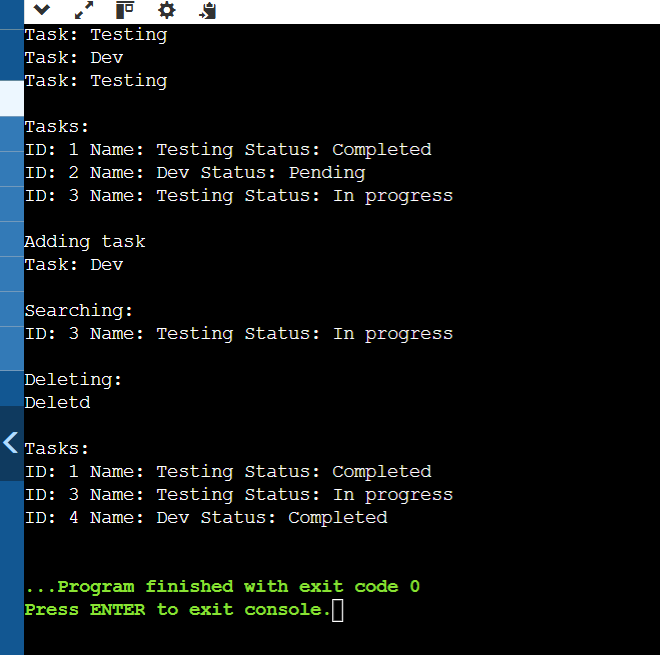 Task: Testing
Task: Dev
Task: Testing
Tasks:
ID: 1 Name: Testing Status: Completed
ID: 2 Name: Dev Status: Pending
ID: 3 Name: Testing Status: In progress
Adding task
Task: Dev
Searching:
ID: 3 Name: Testing Status: In progress
Deleting:
Deletd
Tasks:
ID: 1 Name: Testing Status: Completed
ID: 3 Name: Testing Status: In progress
ID: 4 Name: Dev Status: Completed
...Program finished with exit code 0
Press ENTER to exit console.